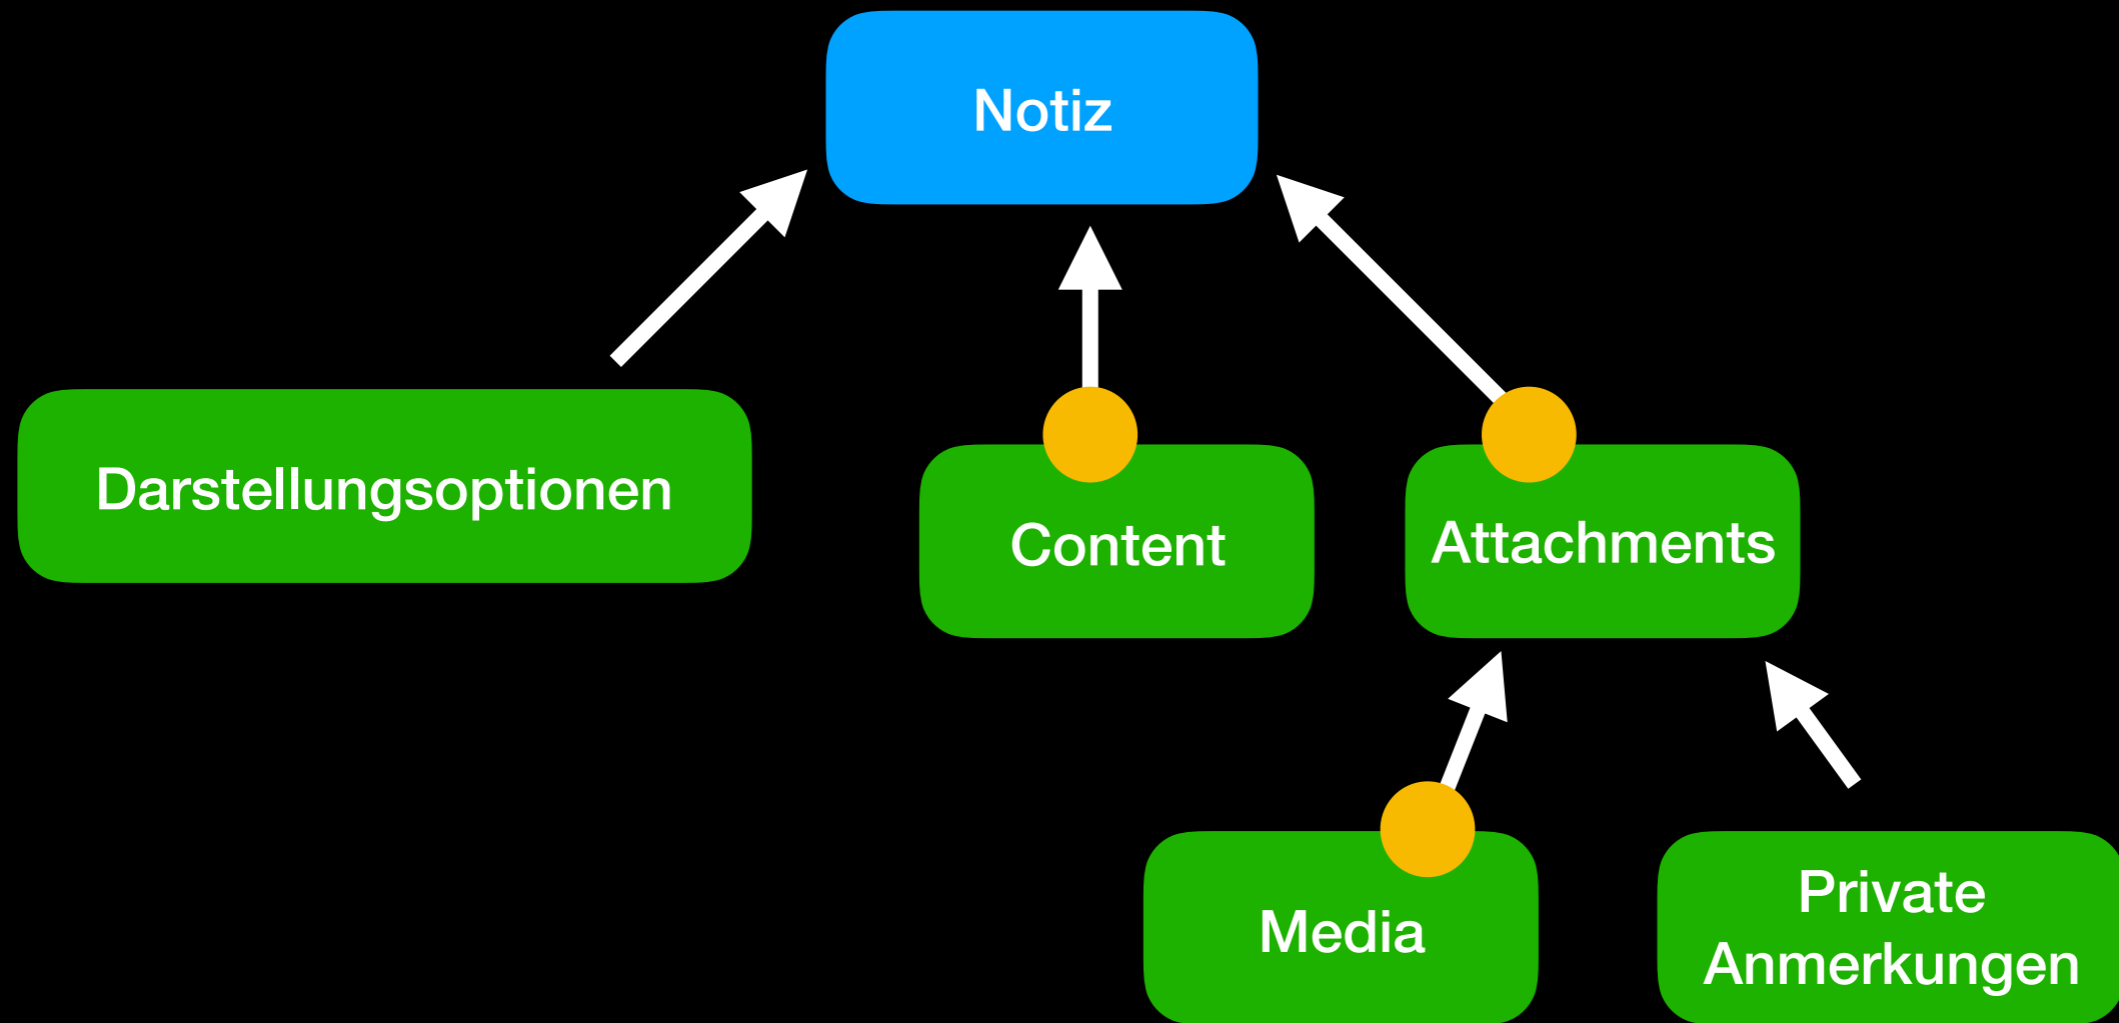 Notiz
Darstellungsoptionen
Content
Attachments
Media
Private
Anmerkungen